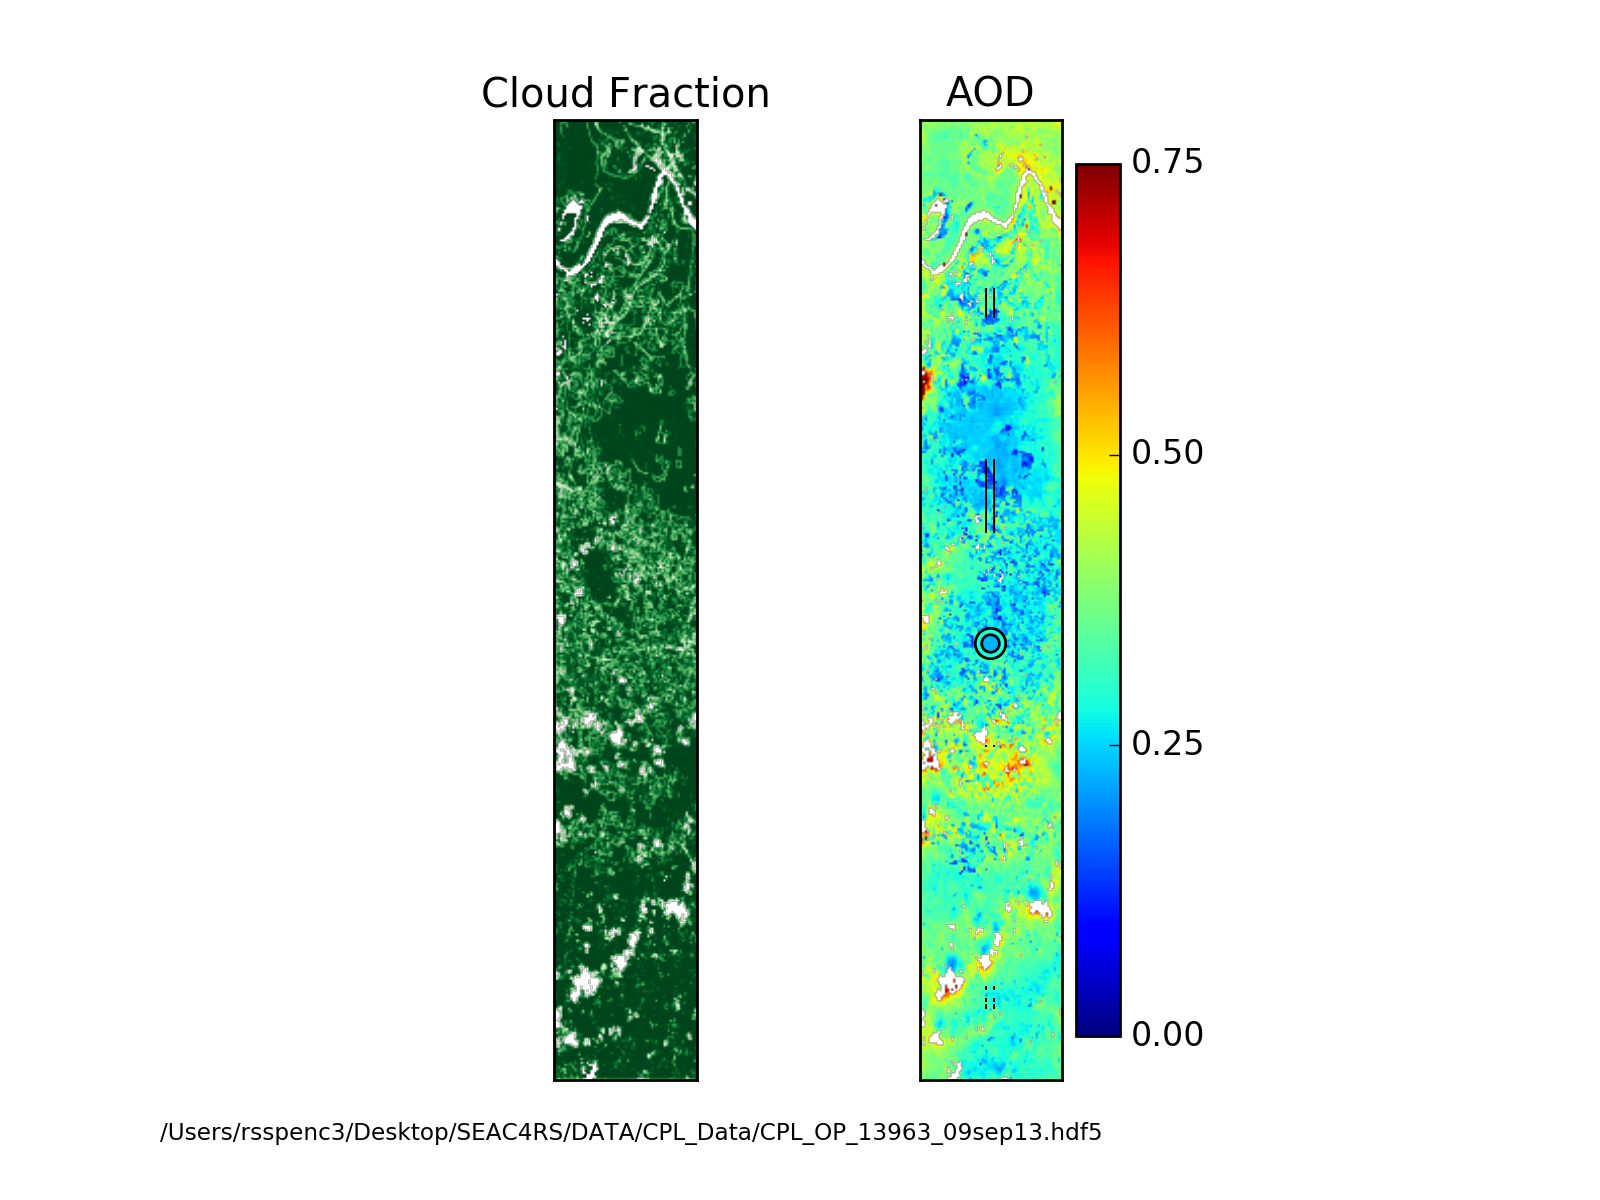 Cloud Fraction
AOD
0.75
0.50
0.25
0.00
/Users/rsspenc3/Desktop/SEAC4RS/DATA/CPL_Data/CPL_OP_13963_09sep13.hdf5